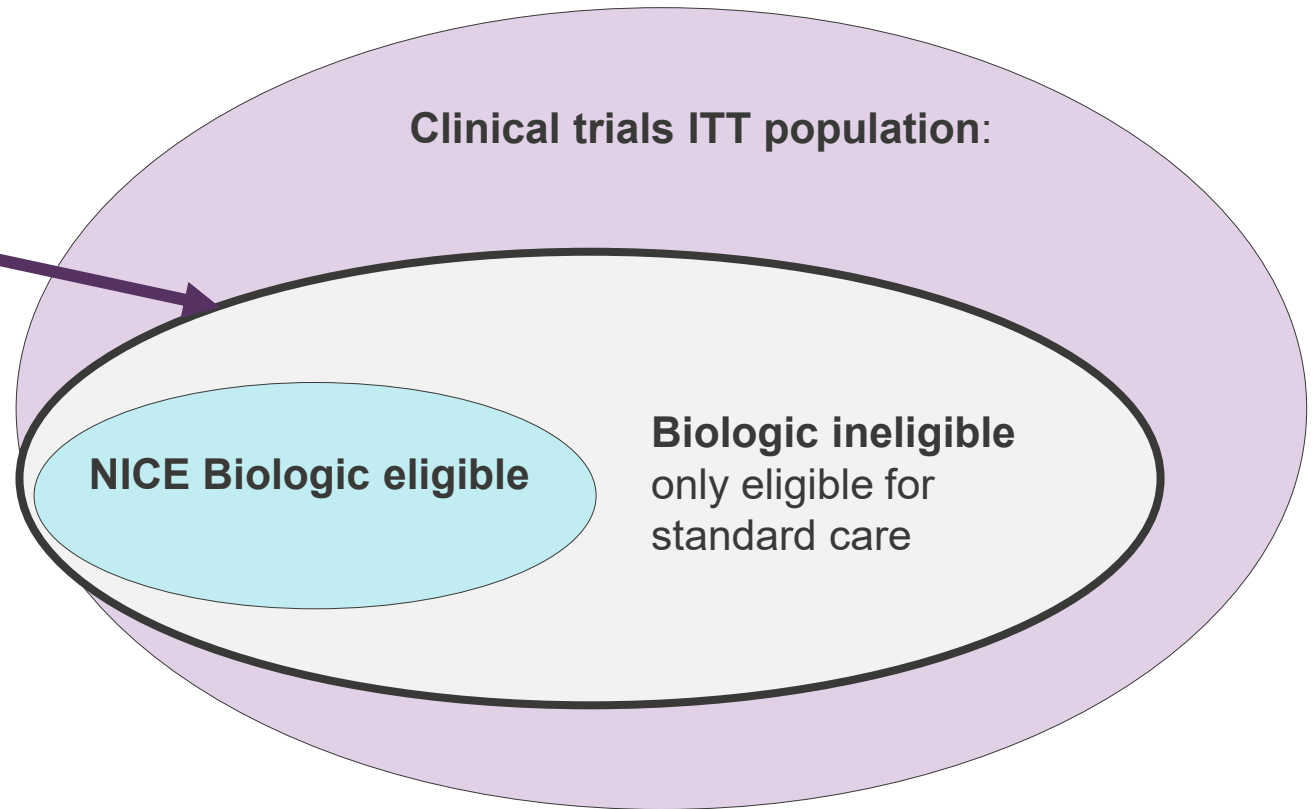 Clinical trials ITT population:
NICE Biologic eligible
Biologic ineligible
only eligible for
standard care